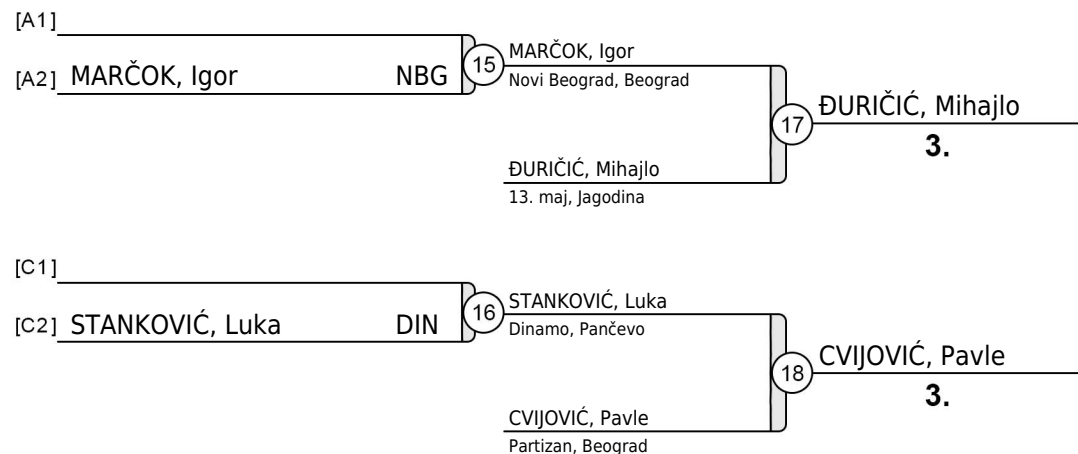 [A1]
[A2] MARČOK, Igor NBG
15
MARČOK, Igor
Novi Beograd, Beograd
17
ĐURIČIĆ, Mihajlo
3.
ĐURIČIĆ, Mihajlo
13. maj, Jagodina
[C1]
[C2] STANKOVIĆ, Luka DIN
16
STANKOVIĆ, Luka
Dinamo, Pančevo
18
CVIJOVIĆ, Pavle
3.
CVIJOVIĆ, Pavle
Partizan, Beograd